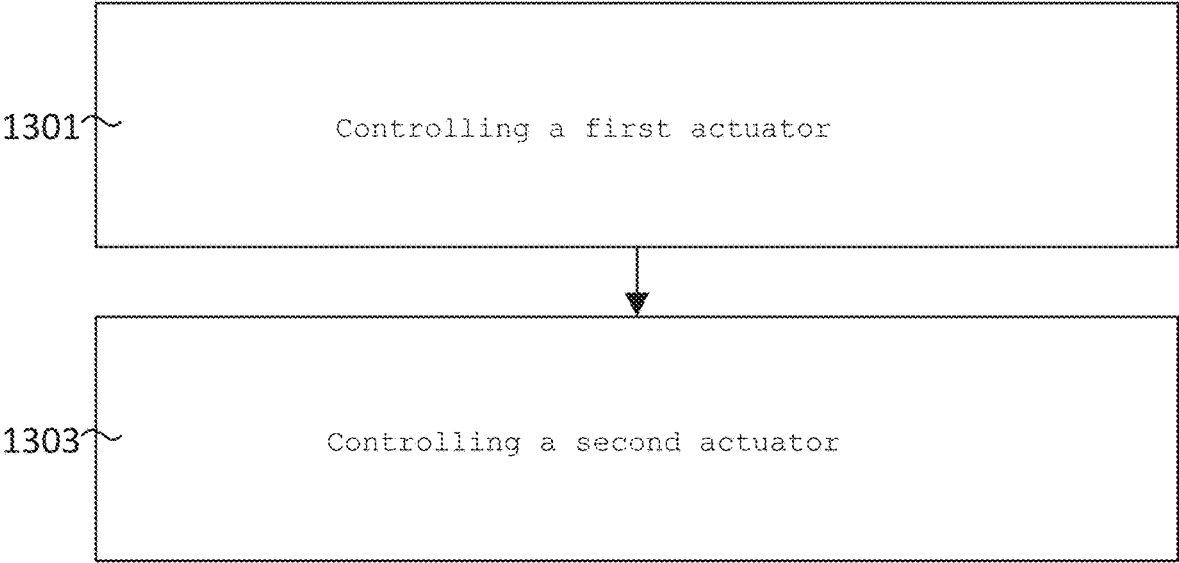 1301
Controlling a first actuator
1303
Controlling a second actuator